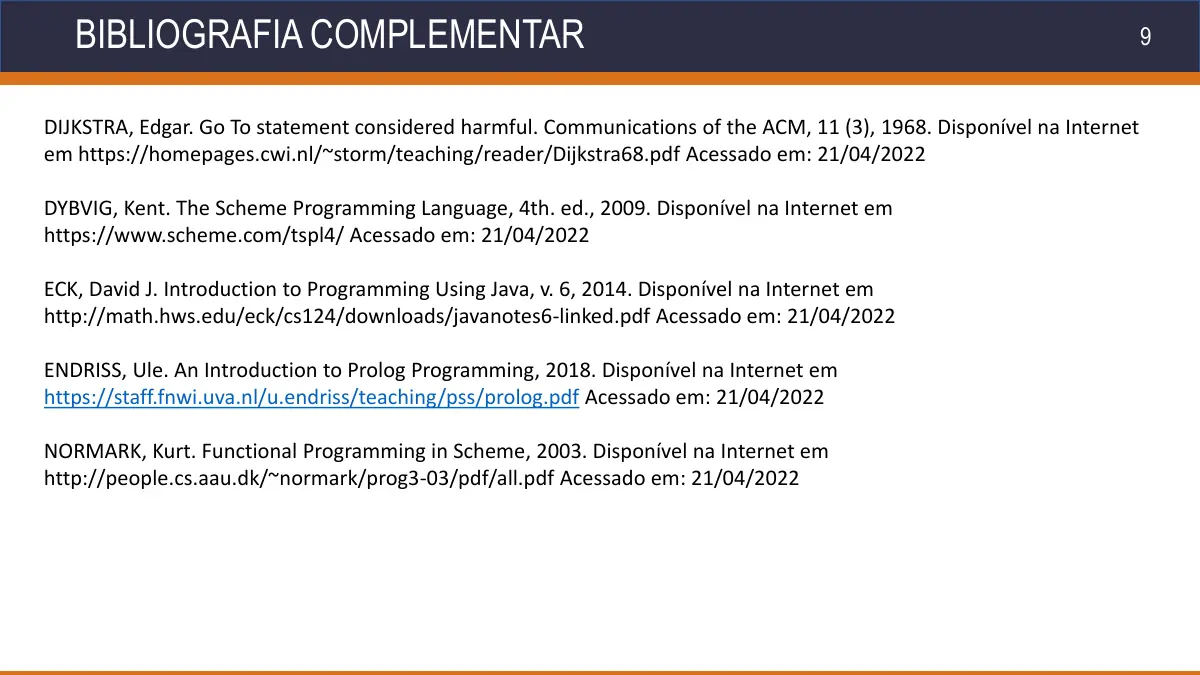 BIBLIOGRAFIA COMPLEMENTAR
9
DIJKSTRA, Edgar. Go To statement considered harmful. Communications of the ACM, 11 (3), 1968. Disponível na Internet
em https://homepages.cwi.nl/~storm/teaching/reader/Dijkstra68.pdf Acessado em: 21/04/2022
DYBVIG, Kent. The Scheme Programming Language, 4th. ed., 2009. Disponível na Internet em
https://www.scheme.com/tspl4/ Acessado em: 21/04/2022
ECK, David J. Introduction to Programming Using Java, v. 6, 2014. Disponível na Internet em
http://math.hws.edu/eck/cs124/downloads/javanotes6-linked.pdf Acessado em: 21/04/2022
ENDRISS, Ule. An Introduction to Prolog Programming, 2018. Disponível na Internet em
https://staff.fnwi.uva.nl/u.endriss/teaching/pss/prolog.pdf Acessado em: 21/04/2022
NORMARK, Kurt. Functional Programming in Scheme, 2003. Disponível na Internet em
http://people.cs.aau.dk/~normark/prog3-03/pdf/all.pdf Acessado em: 21/04/2022